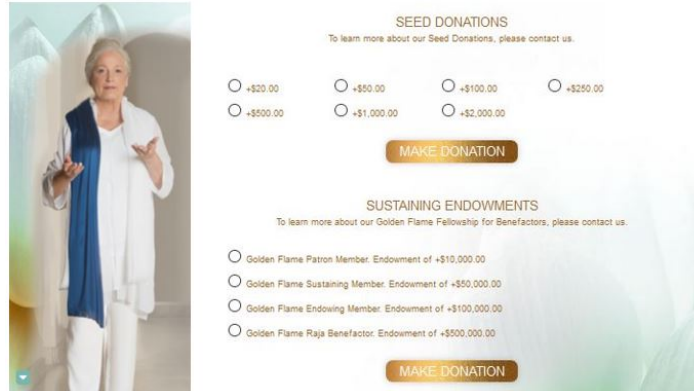 SEED DONATIONS
To learn more about our Seed Donations, please contact us.
+$20.00
+$50.00
+$100.00
+$250.00
+$500.00
+$1,000.00
+$2,000.00
MAKE DONATION
SUSTAINING ENDOWMENTS
To learn more about our Golden Flame Fellowship for Benefactors, please contact us.
Golden Flame Patron Member. Endowment of +$10,000.00
Golden Flame Sustaining Member. Endowment of +$50,000.00
Golden Flame Endowing Member. Endowment of +$100,000.00
Golden Flame Raja Benefactor. Endowment of +$500,000.00
MAKE DONATION